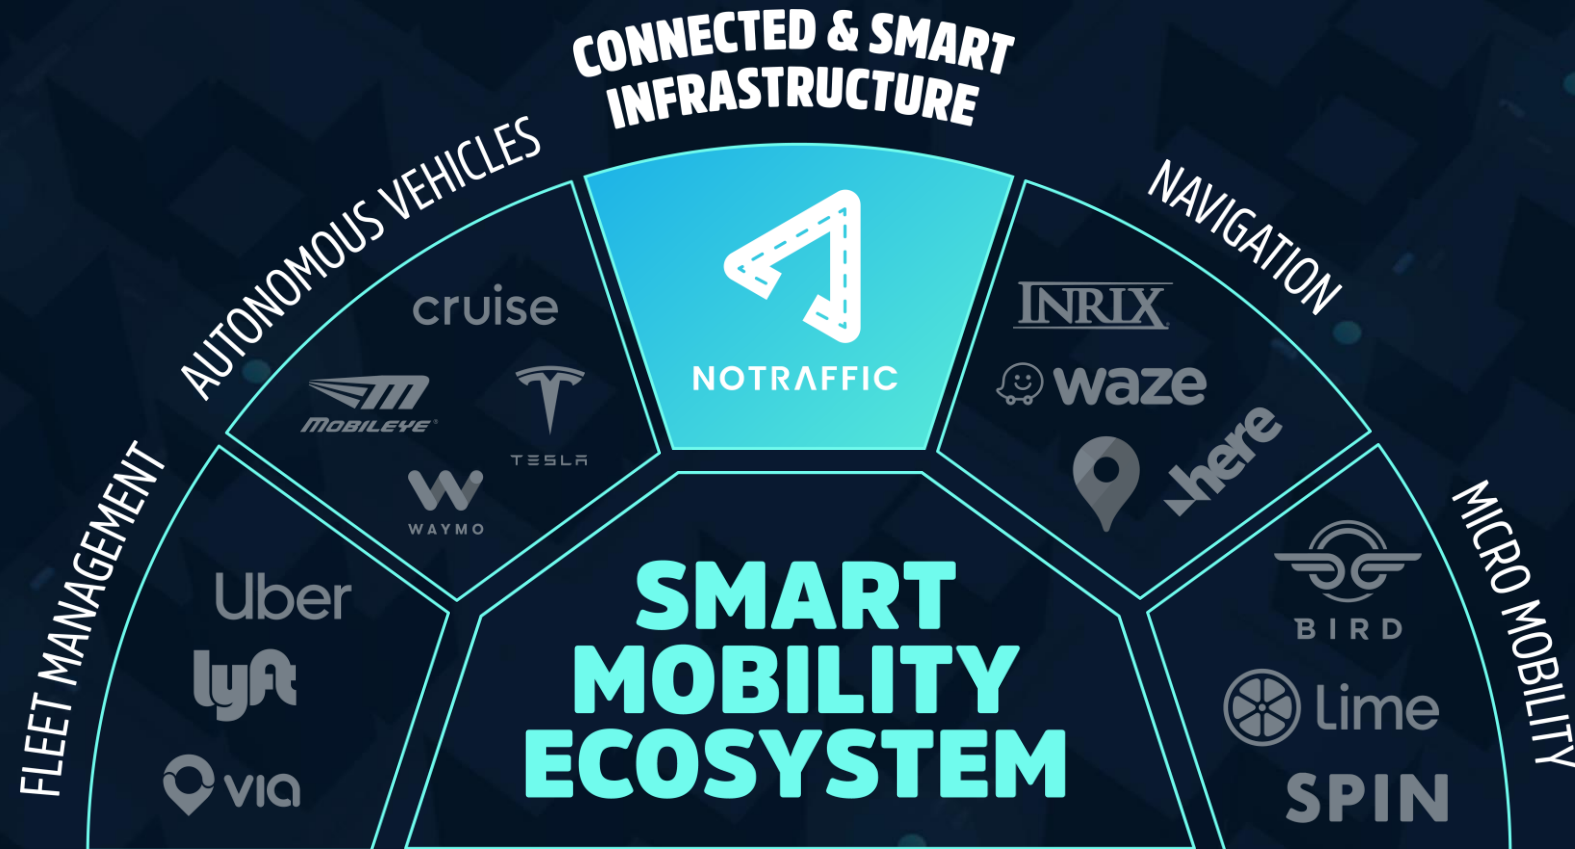 CONNECTED & SMART
INFRASTRUCTURE
AUTONOMOUS VEHICLES
NAVIGATION
FLEET MANAGEMENT
MICRO MOBILITY
NOTRAFFIC
cruise
MOBILEYE
TESLA
WAYMO
INRIX
waze
here
Uber
lyft
via
BIRD
Lime
SPIN
SMART
MOBILITY
ECOSYSTEM